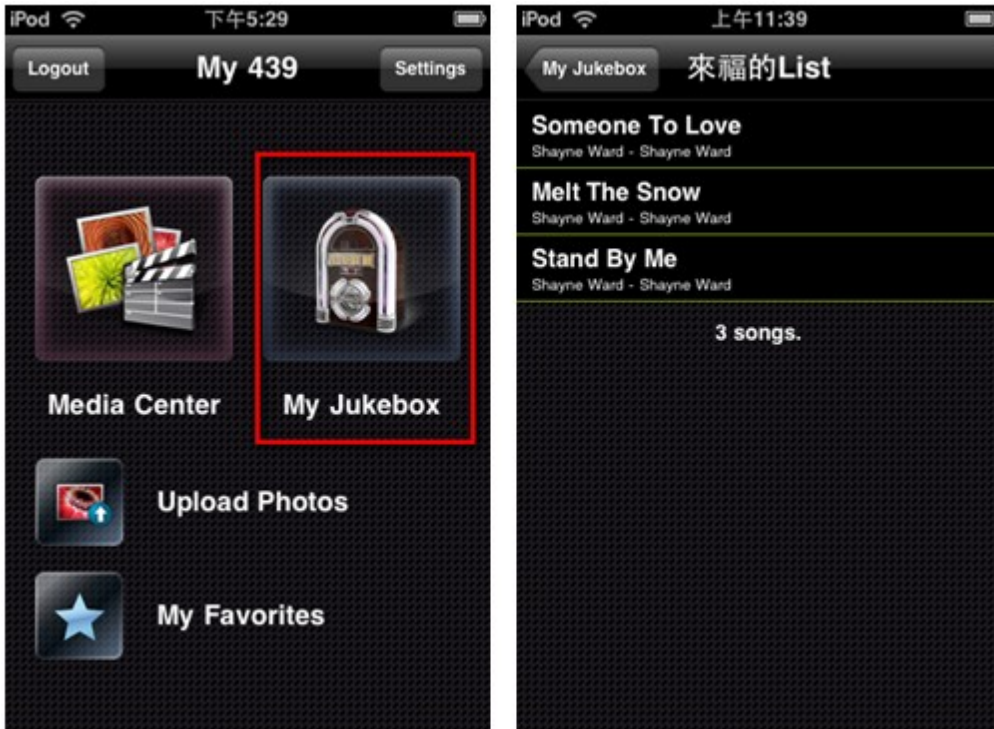 iPod 下午5:29
Logout My 439 Settings
Media Center My Jukebox
Upload Photos
My Favorites
iPod 上午11:39
My Jukebox 來福的List
Someone To Love
Shayne Ward - Shayne Ward
Melt The Snow
Shayne Ward - Shayne Ward
Stand By Me
Shayne Ward - Shayne Ward
3 songs.